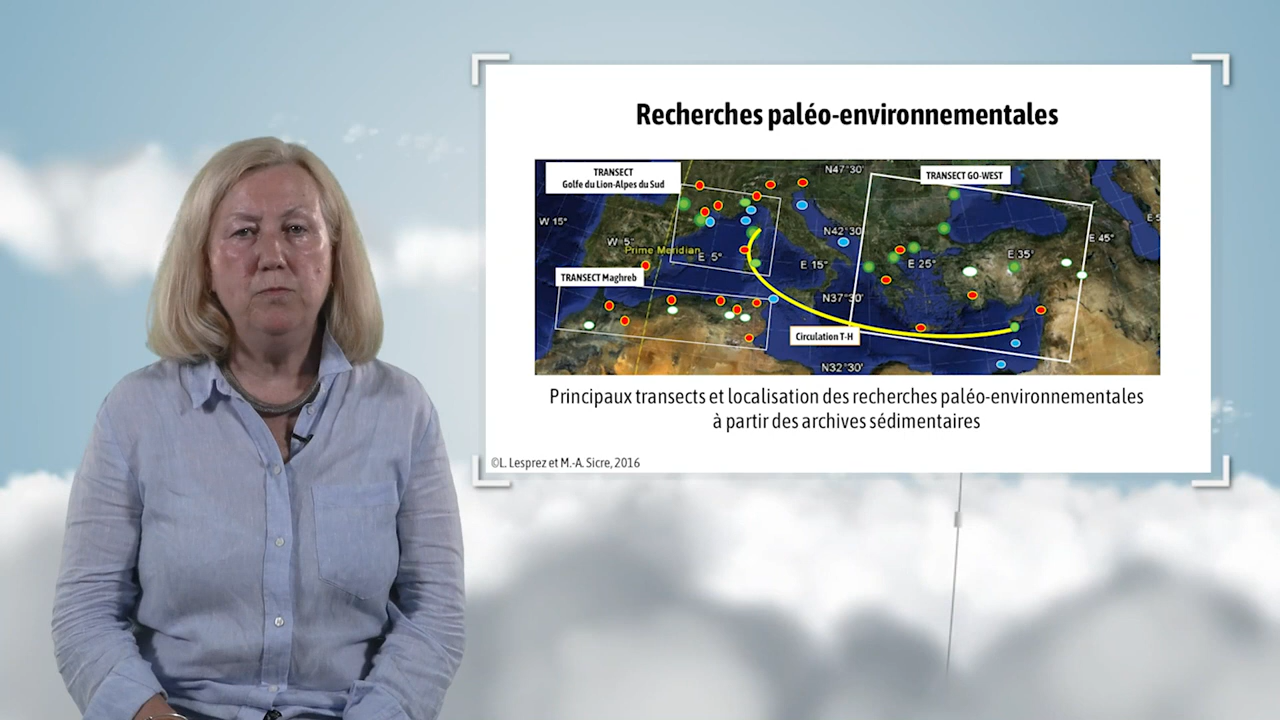 Recherches paléo-environnementales
TRANSECT
Golfe du Lion-Alpes du Sud
N47°30'
TRANSECT GO-WEST
W 15°
E 5
W 5°
Prime Meridian
E 5°
N42°30'
E 45°
E 15°
E 25°
E 35°
TRANSECT Maghreb
N37°30'
Circulation T-H
N32°30'
Principaux transects et localisation des recherches paléo-environnementales
à partir des archives sédimentaires
©L. Lesprez et M.-A. Sicre, 2016